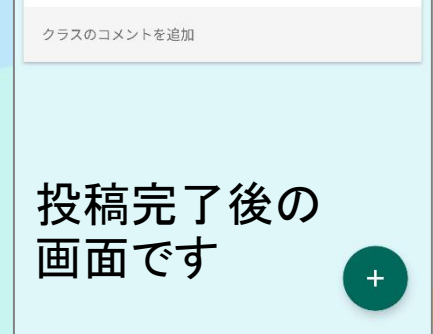 クラスのコメントを追加
投稿完了後の
画面です
+